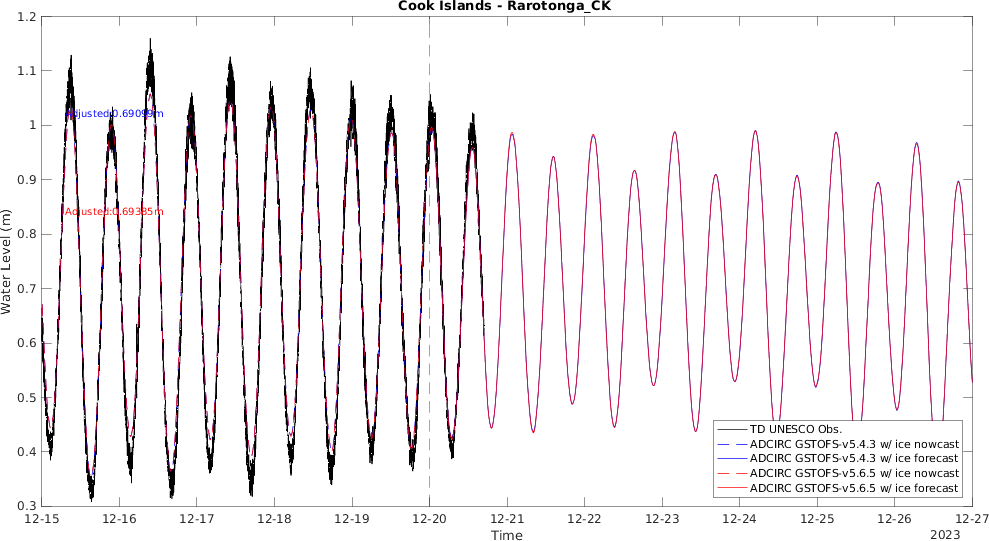 Cook Islands - Rarotonga_CK
1.2
1.1
1
0.9
0.8
0.7
0.6
0.5
0.4
0.3
Water Level (m)
Adjusted:0.69099m
Adjusted:0.69385m
TD UNESCO Obs.
ADCIRC GSTOFS-v5.4.3 w/ ice nowcast
ADCIRC GSTOFS-v5.4.3 w/ ice forecast
ADCIRC GSTOFS-v5.6.5 w/ ice nowcast
ADCIRC GSTOFS-v5.6.5 w/ ice forecast
12-15 12-16 12-17 12-18 12-19 12-20 12-21 12-22 12-23 12-24 12-25 12-26 12-27
Time
2023